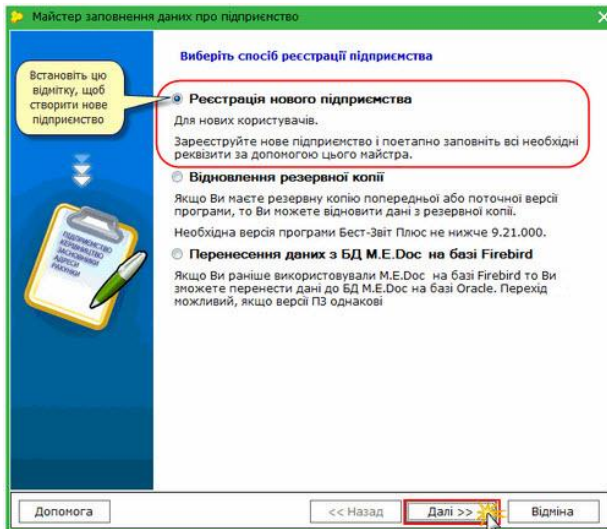 Майстер заповнення даних про підприємство
Виберіть спосіб реєстрації підприємства
Встановіть цю
відмітку, щоб
створити нове
підприємство
Реєстрація нового підприємства
Для нових користувачів.
Зареєструйте нове підприємство і поетапно заповніть всі необхідні
реквізити за допомогою цього майстра.
Відновлення резервної копії
Якщо Ви маєте резервну копію попередньої або поточної версії
програми, то Ви можете відновити дані з резервної копії.
Необхідна версія програми Бест-Звіт Плюс не нижче 9.21.000.
Перенесення даних з БД M.E.Doc на базі Firebird
Якщо Ви раніше використовували M.E.Doc на базі Firebird то Ви
зможете перенести дані до БД M.E.Doc на базі Oracle. Перехід
можливий, якщо версії ПЗ однакові
ПІДПРИЄМСТВО
КЕРІВНИЦТВО
ЗАСНОВНИКИ
АДРЕСИ
РАХУНКИ
Допомога
<< Назад
Далі >>
Відміна